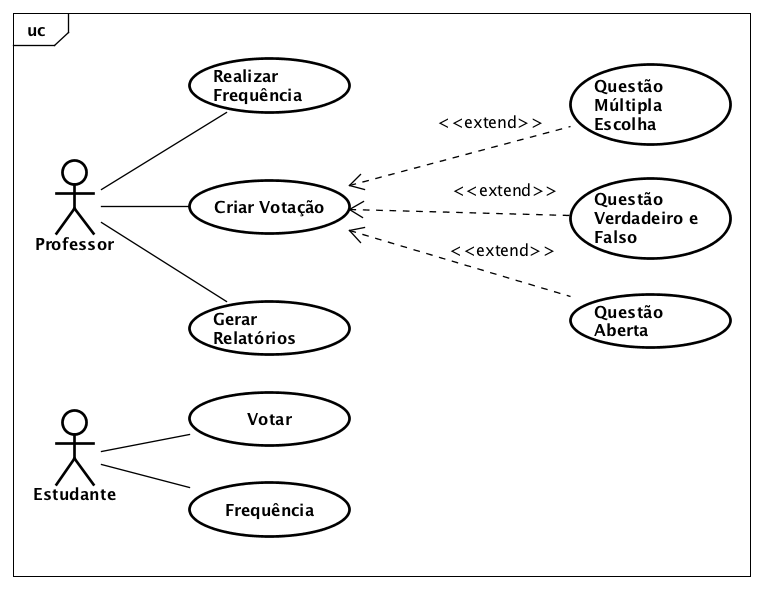 uc
Realizar
Frequência
Questão
Múltipla
Escolha
<<extend>>
Professor
Criar Votação
<<extend>>
Questão
Verdadeiro e
Falso
<<extend>>
Gerar
Relatórios
Questão
Aberta
Estudante
Votar
Frequência